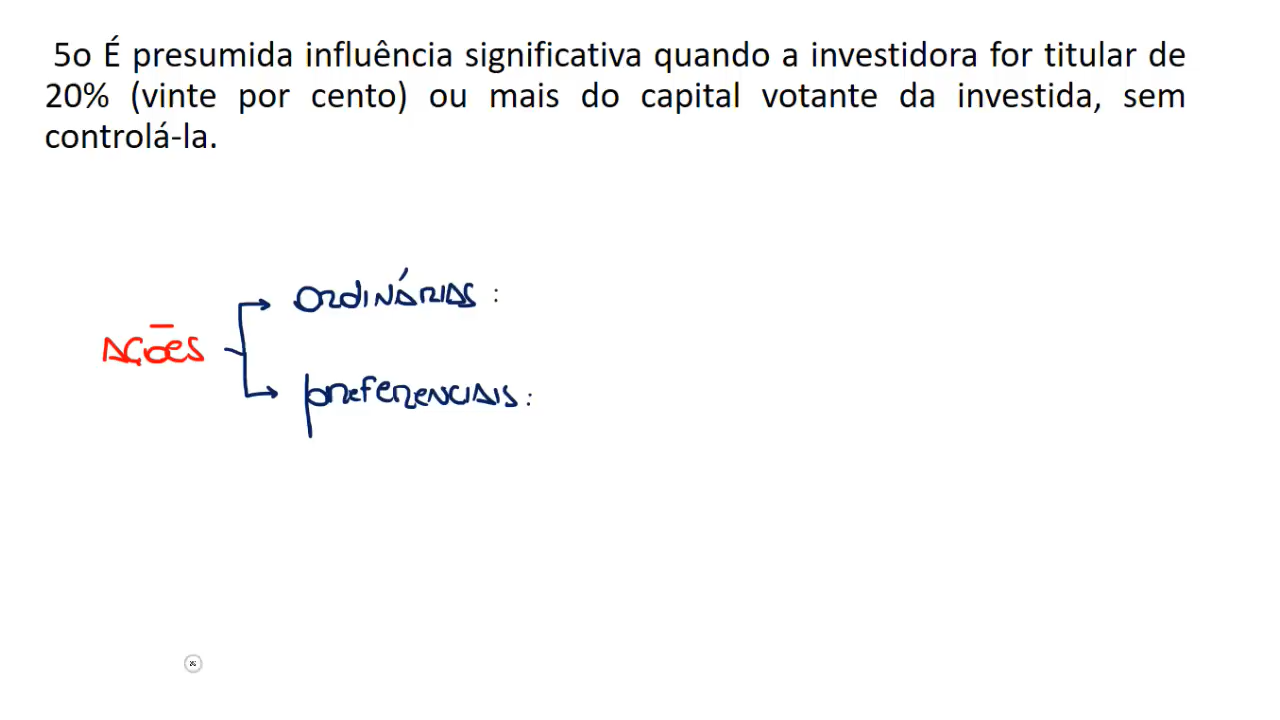 5o É presumida influência significativa quando a investidora for titular de
20% (vinte por cento) ou mais do capital votante da investida, sem
controlá-la.
ORDINÁRIAS :
AÇÕES
PREFERENCIAIS :